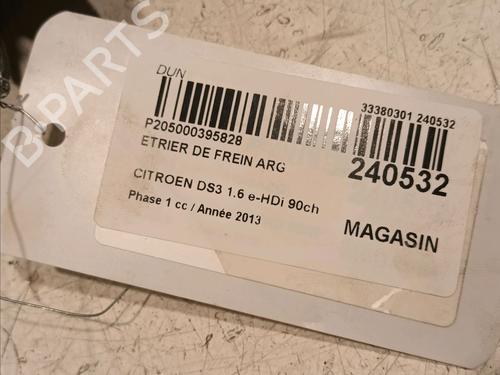 DUN
33380301 240532
P205000395828
ETRIER DE FREIN ARG
240532
CITROEN DS3 1.6 e-HDi 90ch
Phase 1 cc / Année 2013
MAGASIN
B-PARTS